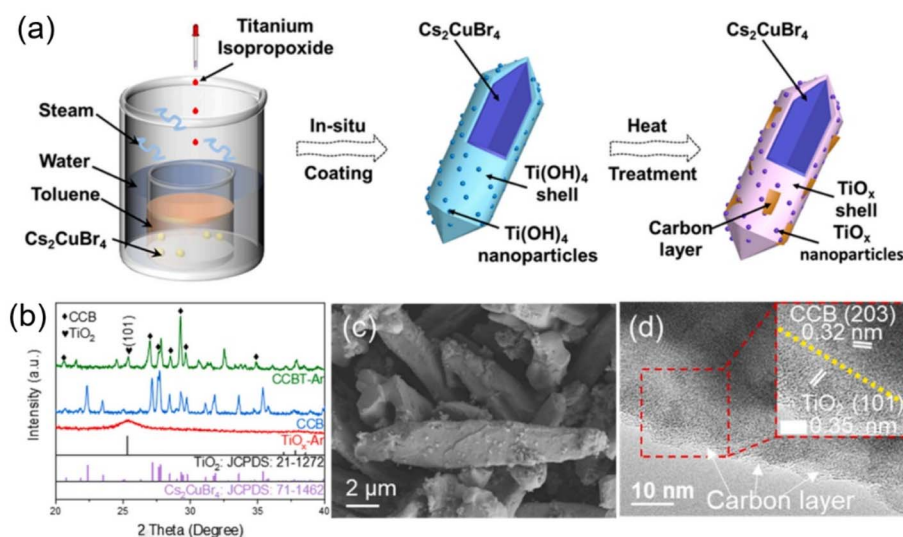 (a)
Titanium
Isopropoxide
Steam
Water
Toluene
Cs₂CuBr₄
In-situ
Coating
Cs₂CuBr₄
Ti(OH)₄
shell
Ti(OH)₄
nanoparticles
Heat
Treatment
Cs₂CuBr₄
Carbon
layer
TiOₓ
shell
TiOₓ
nanoparticles
(b)
♦ CCB
♥ TiO₂
(101)
CCBT-Ar
CCB
TiOₓ-Ar
TiO₂: JCPDS: 21-1272
Cs₂CuBr₄: JCPDS: 71-1462
Intensity (a.u.)
20 25 30 35 40
2 Theta (Degree)
(c)
2 μm
(d)
CCB (203)
0.32 nm
TiO₂ (101)
0.35 nm
Carbon layer
10 nm